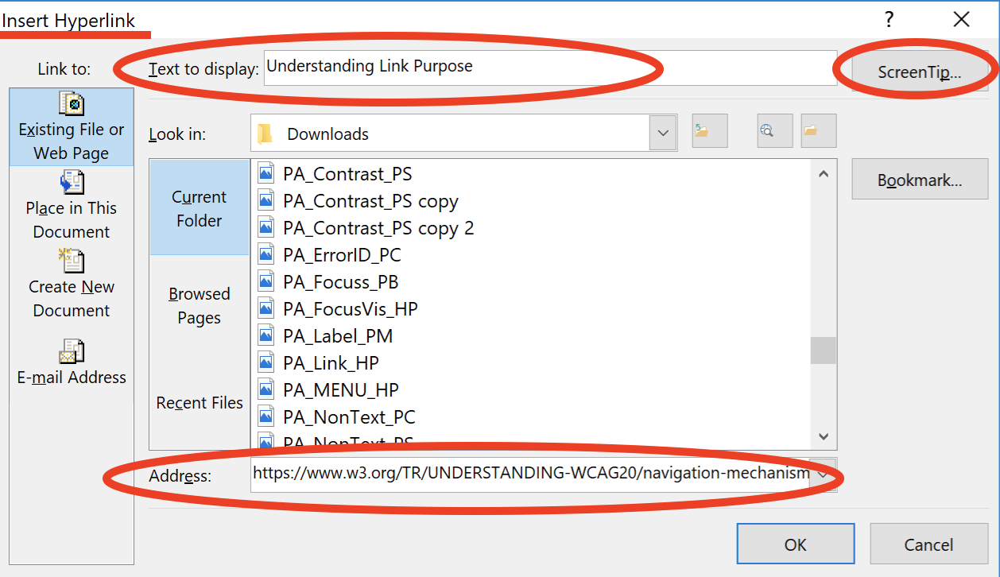 Insert Hyperlink
?
Link to:
Text to display: Understanding Link Purpose
ScreenTip...
Existing File or
Web Page
Place in This
Document
Create New
Document
E-mail Address
Look in: Downloads
Current
Folder
Browsed
Pages
Recent Files
PA_Contrast_PS
PA_Contrast_PS copy
PA_Contrast_PS copy 2
PA_ErrorID_PC
PA_Focuss_PB
PA_FocusVis_HP
PA_Label_PM
PA_Link_HP
PA_MENU_HP
PA_NonText_PC
PA_NonText_PS
Bookmark...
Address: https://www.w3.org/TR/UNDERSTANDING-WCAG20/navigation-mechanism
OK
Cancel